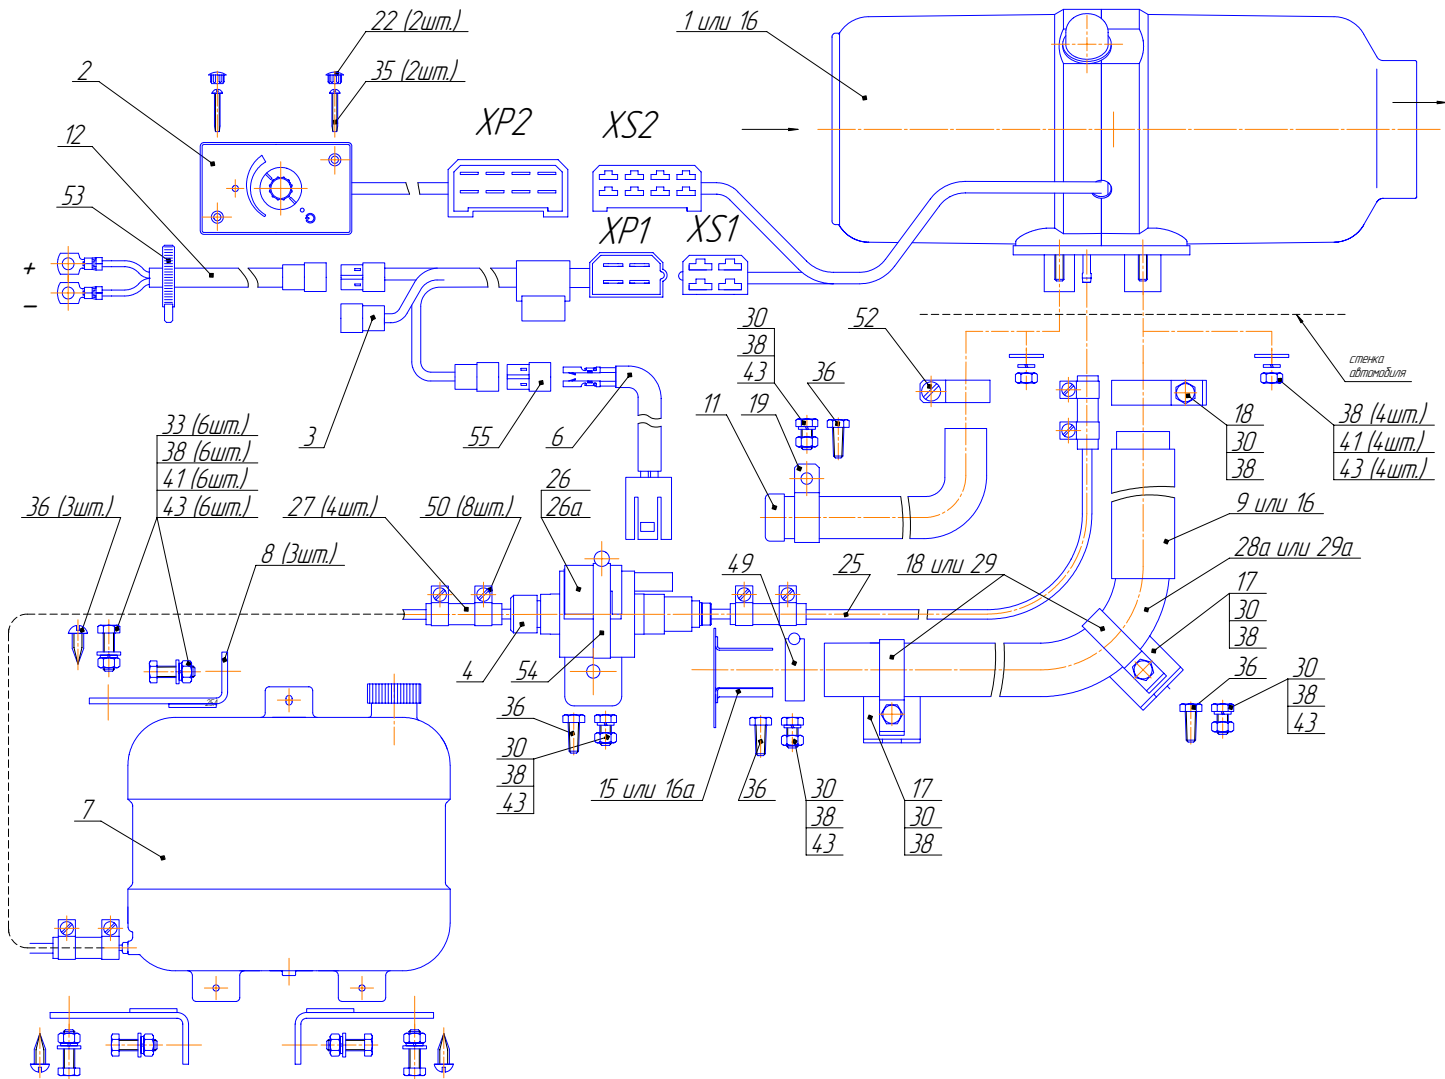 22 (2шт.)
1 или 16
2
35 (2шт.)
XP2
XS2
12
53
XP1
XS1
+
−
30
38
43
52
36
стенка
автомобиля
3
55
6
11
19
18
30
38
38 (4шт.)
41 (4шт.)
43 (4шт.)
33 (6шт.)
38 (6шт.)
41 (6шт.)
43 (6шт.)
36 (3шт.)
27 (4шт.)
50 (8шт.)
26
26а
9 или 16
8 (3шт.)
49
25
18 или 29
28а или 29а
17
30
38
4
54
36
30
38
43
36
30
38
43
15 или 16а
36
30
38
43
17
30
38
7